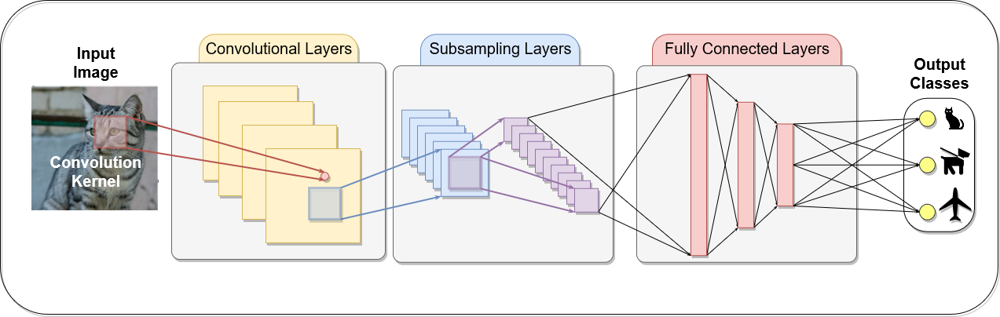 Input
Image
Convolution
Kernel
Convolutional Layers
Subsampling Layers
Fully Connected Layers
Output
Classes